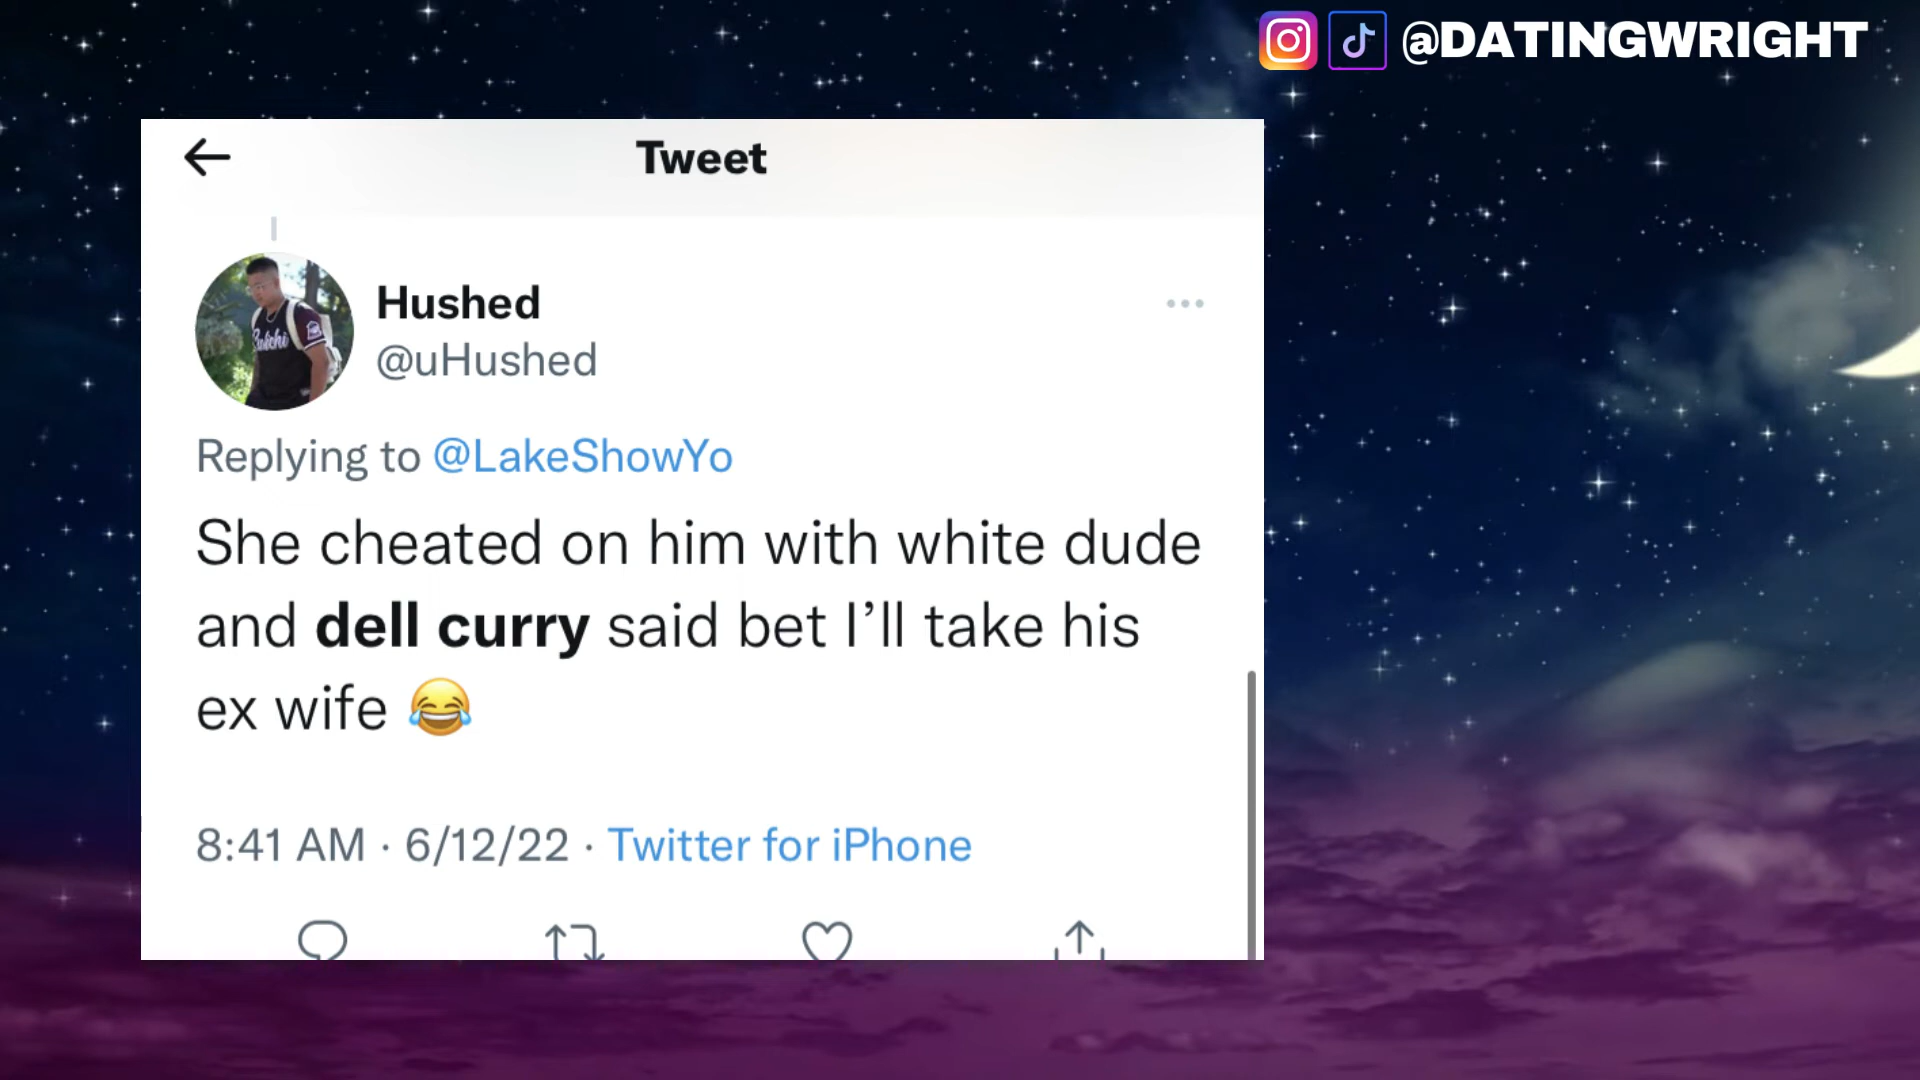 @DATINGWRIGHT
Tweet
Hushed
@uHushed
Replying to @LakeShowYo
She cheated on him with white dude
and dell curry said bet I’ll take his
ex wife 😂
8:41 AM · 6/12/22 · Twitter for iPhone